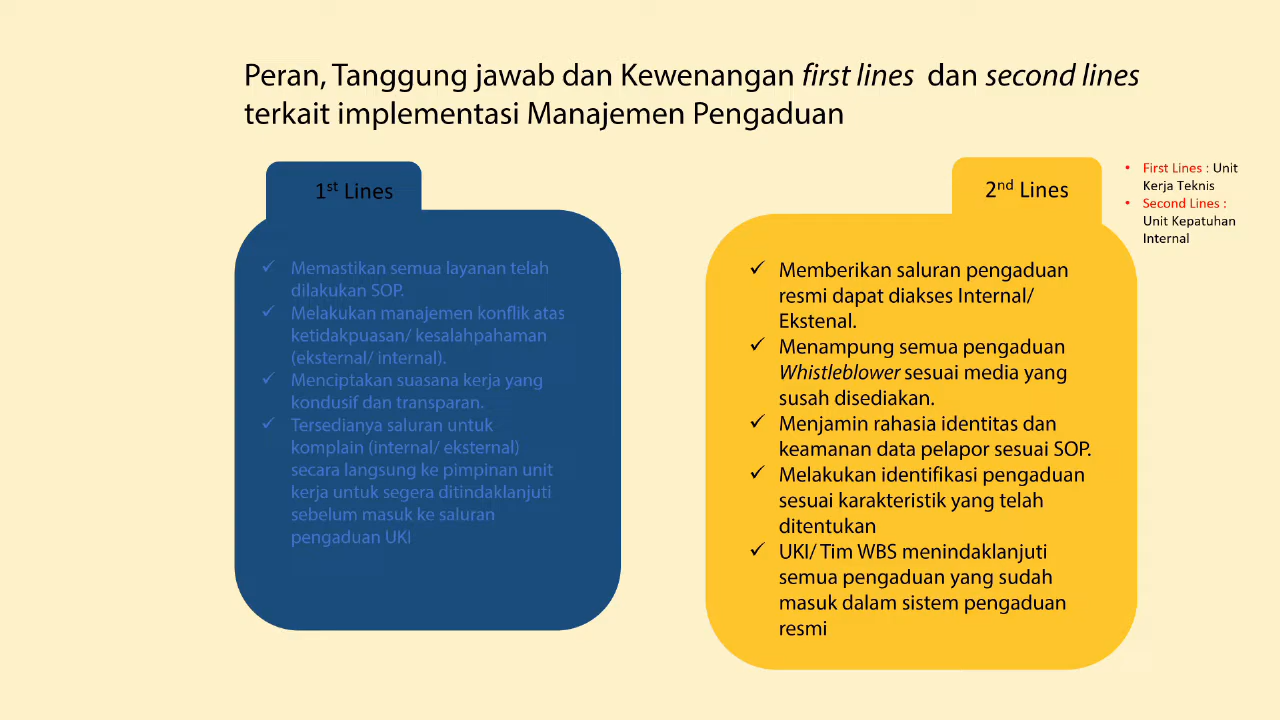 Peran, Tanggung jawab dan Kewenangan first lines dan second lines
terkait implementasi Manajemen Pengaduan
1st Lines
✓ Memastikan semua layanan telah
dilakukan SOP.
✓ Melakukan manajemen konflik atas
ketidakpuasan/ kesalahpahaman
(eksternal/ internal).
✓ Menciptakan suasana kerja yang
kondusif dan transparan.
✓ Tersedianya saluran untuk
komplain (internal/ eksternal)
secara langsung ke pimpinan unit
kerja untuk segera ditindaklanjuti
sebelum masuk ke saluran
pengaduan UKI
2nd Lines
✓ Memberikan saluran pengaduan
resmi dapat diakses Internal/
Ekstenal.
✓ Menampung semua pengaduan
Whistleblower sesuai media yang
susah disediakan.
✓ Menjamin rahasia identitas dan
keamanan data pelapor sesuai SOP.
✓ Melakukan identifikasi pengaduan
sesuai karakteristik yang telah
ditentukan
✓ UKI/ Tim WBS menindaklanjuti
semua pengaduan yang sudah
masuk dalam sistem pengaduan
resmi
• First Lines : Unit
Kerja Teknis
• Second Lines :
Unit Kepatuhan
Internal